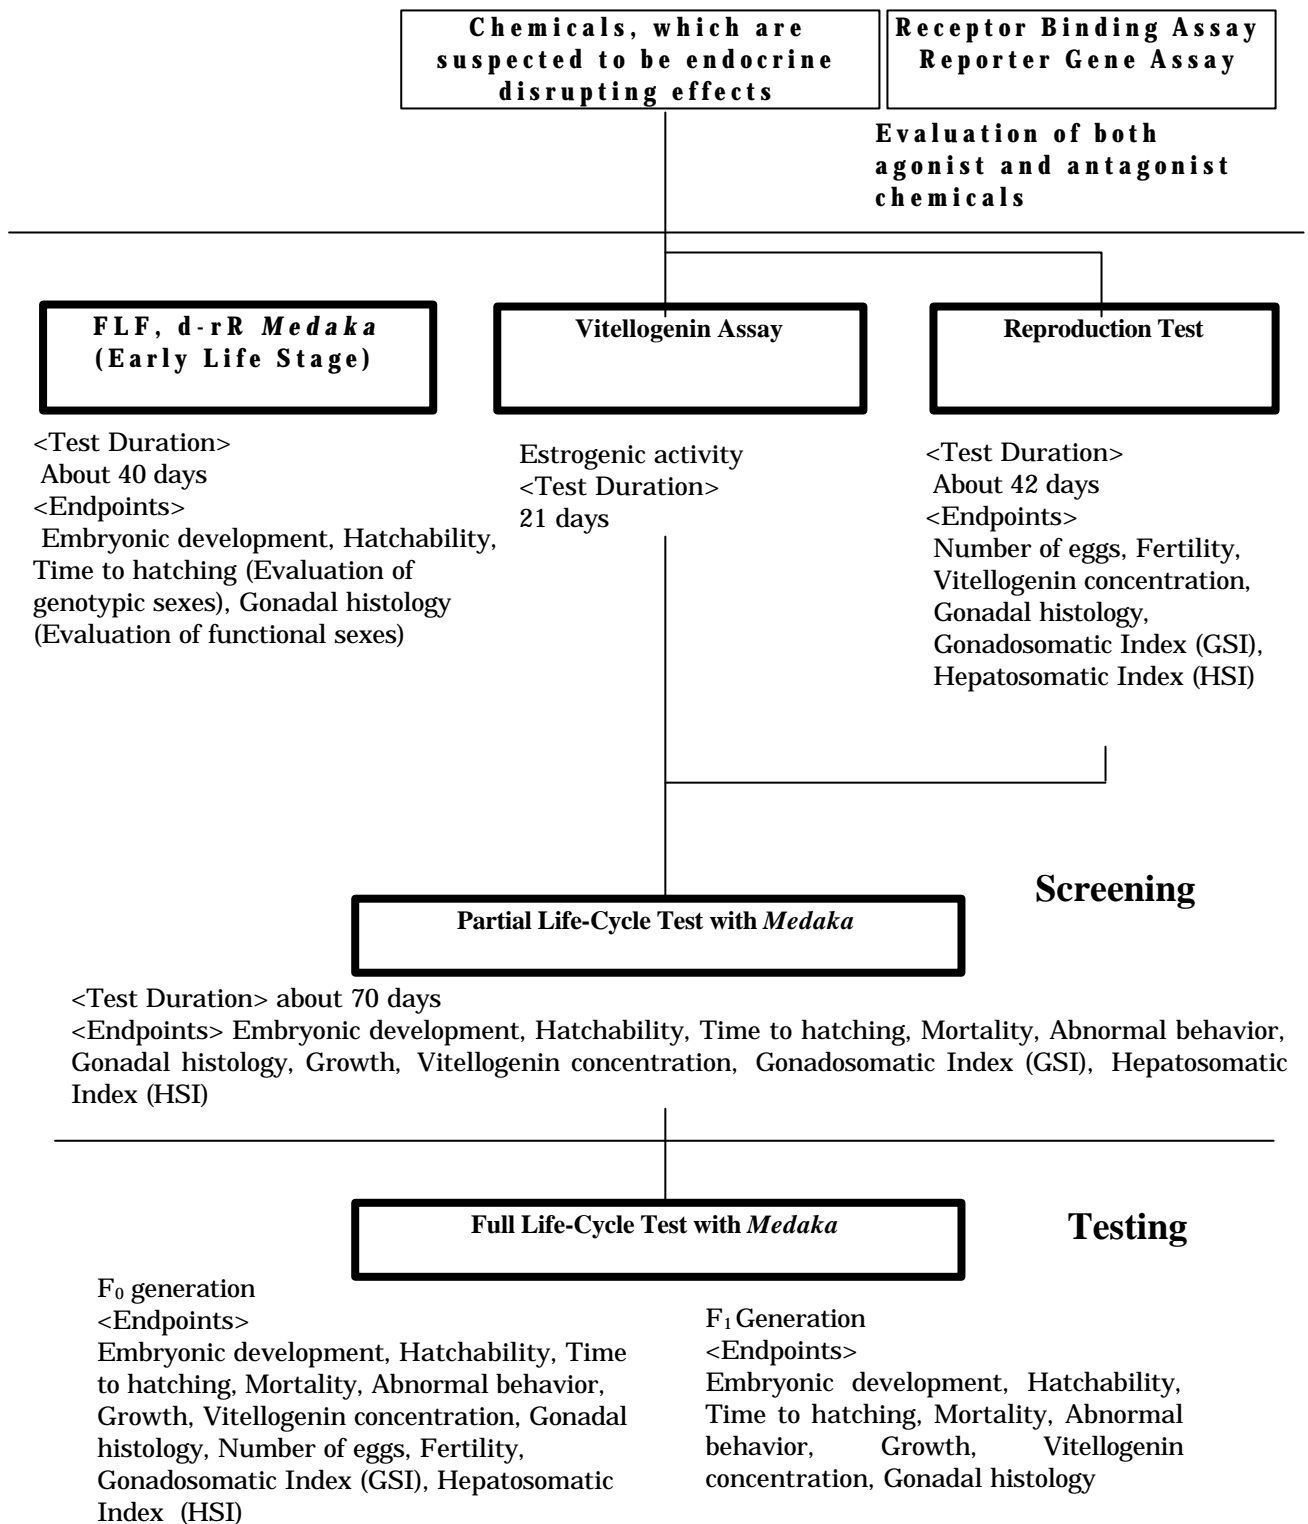 Chemicals, which are
suspected to be endocrine
disrupting effects
Receptor Binding Assay
Reporter Gene Assay
Evaluation of both
agonist and antagonist
chemicals
FLF, d-rR Medaka
(Early Life Stage)
<Test Duration>
About 40 days
<Endpoints>
Embryonic development, Hatchability,
Time to hatching (Evaluation of
genotypic sexes), Gonadal histology
(Evaluation of functional sexes)
Vitellogenin Assay
Estrogenic activity
<Test Duration>
21 days
Reproduction Test
<Test Duration>
About 42 days
<Endpoints>
Number of eggs, Fertility,
Vitellogenin concentration,
Gonadal histology,
Gonadosomatic Index (GSI),
Hepatosomatic Index (HSI)
Screening
Partial Life-Cycle Test with Medaka
<Test Duration> about 70 days
<Endpoints> Embryonic development, Hatchability, Time to hatching, Mortality, Abnormal behavior,
Gonadal histology, Growth, Vitellogenin concentration, Gonadosomatic Index (GSI), Hepatosomatic
Index (HSI)
Full Life-Cycle Test with Medaka
Testing
F₀ generation
<Endpoints>
Embryonic development, Hatchability, Time
to hatching, Mortality, Abnormal behavior,
Growth, Vitellogenin concentration, Gonadal
histology, Number of eggs, Fertility,
Gonadosomatic Index (GSI), Hepatosomatic
Index (HSI)
F₁ Generation
<Endpoints>
Embryonic development, Hatchability,
Time to hatching, Mortality, Abnormal
behavior, Growth, Vitellogenin
concentration, Gonadal histology